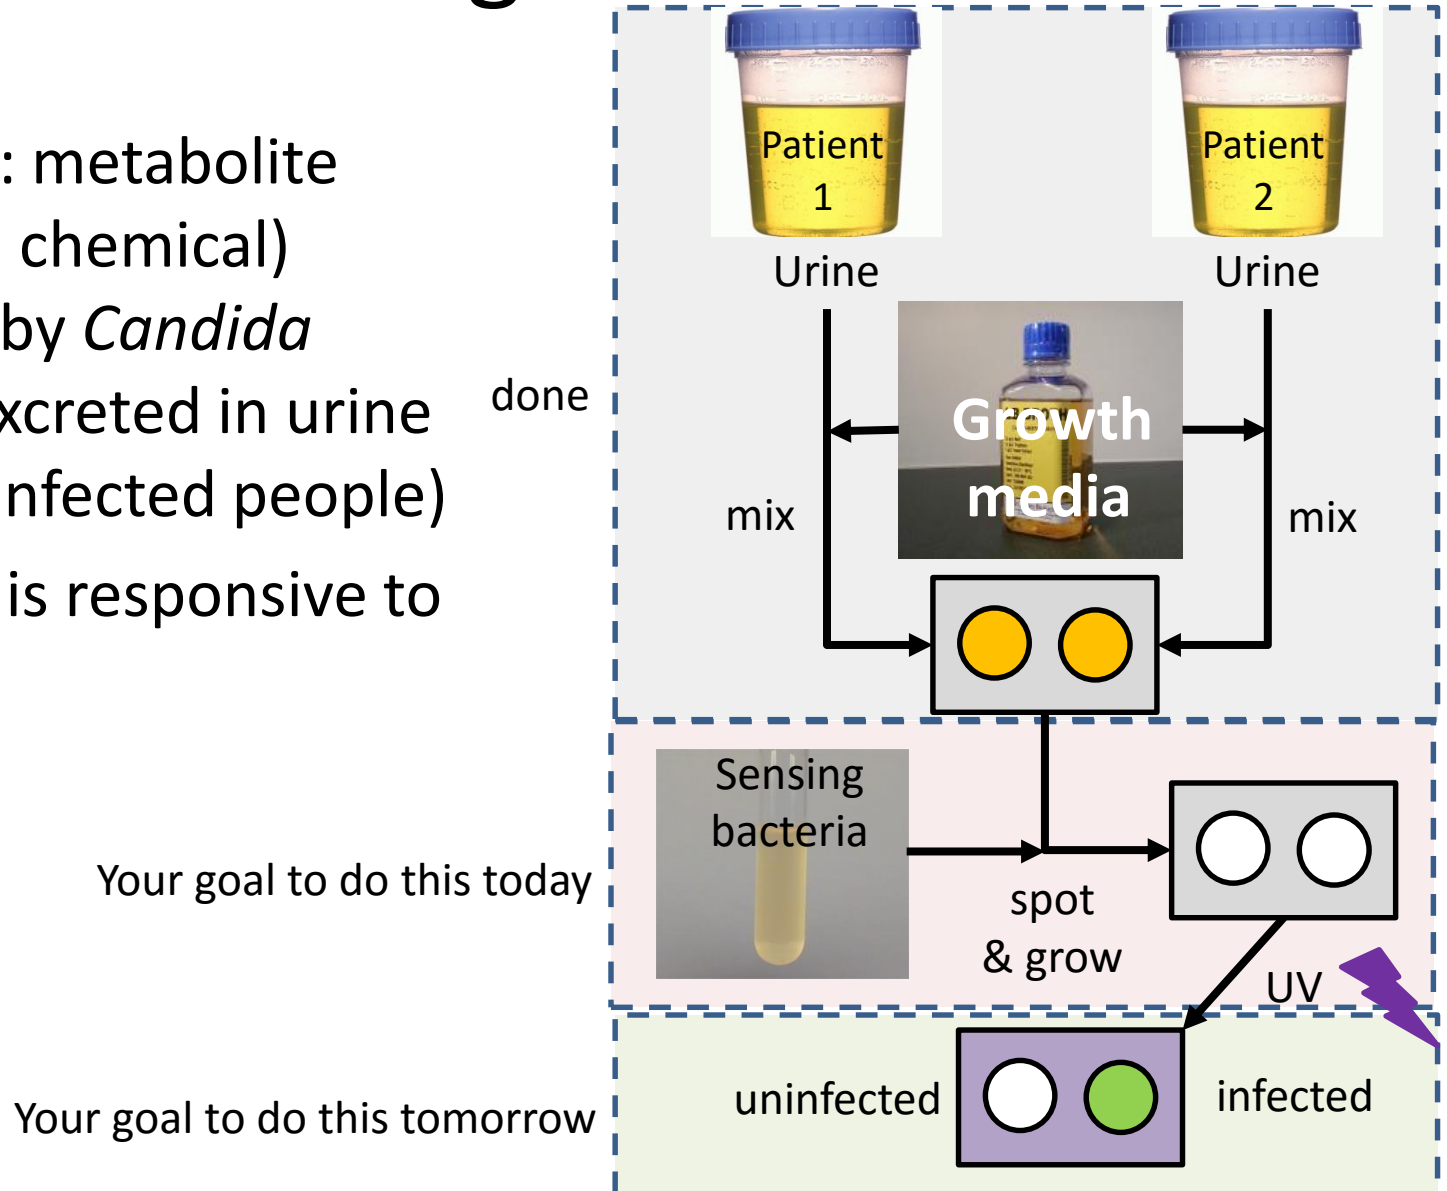 : metabolite
chemical)
by Candida
xcreted in urine
nfected people)
is responsive to
done
Your goal to do this today
Your goal to do this tomorrow
Patient
1
Patient
2
Urine
Urine
Growth
media
mix
mix
Sensing
bacteria
spot
& grow
UV
uninfected
infected